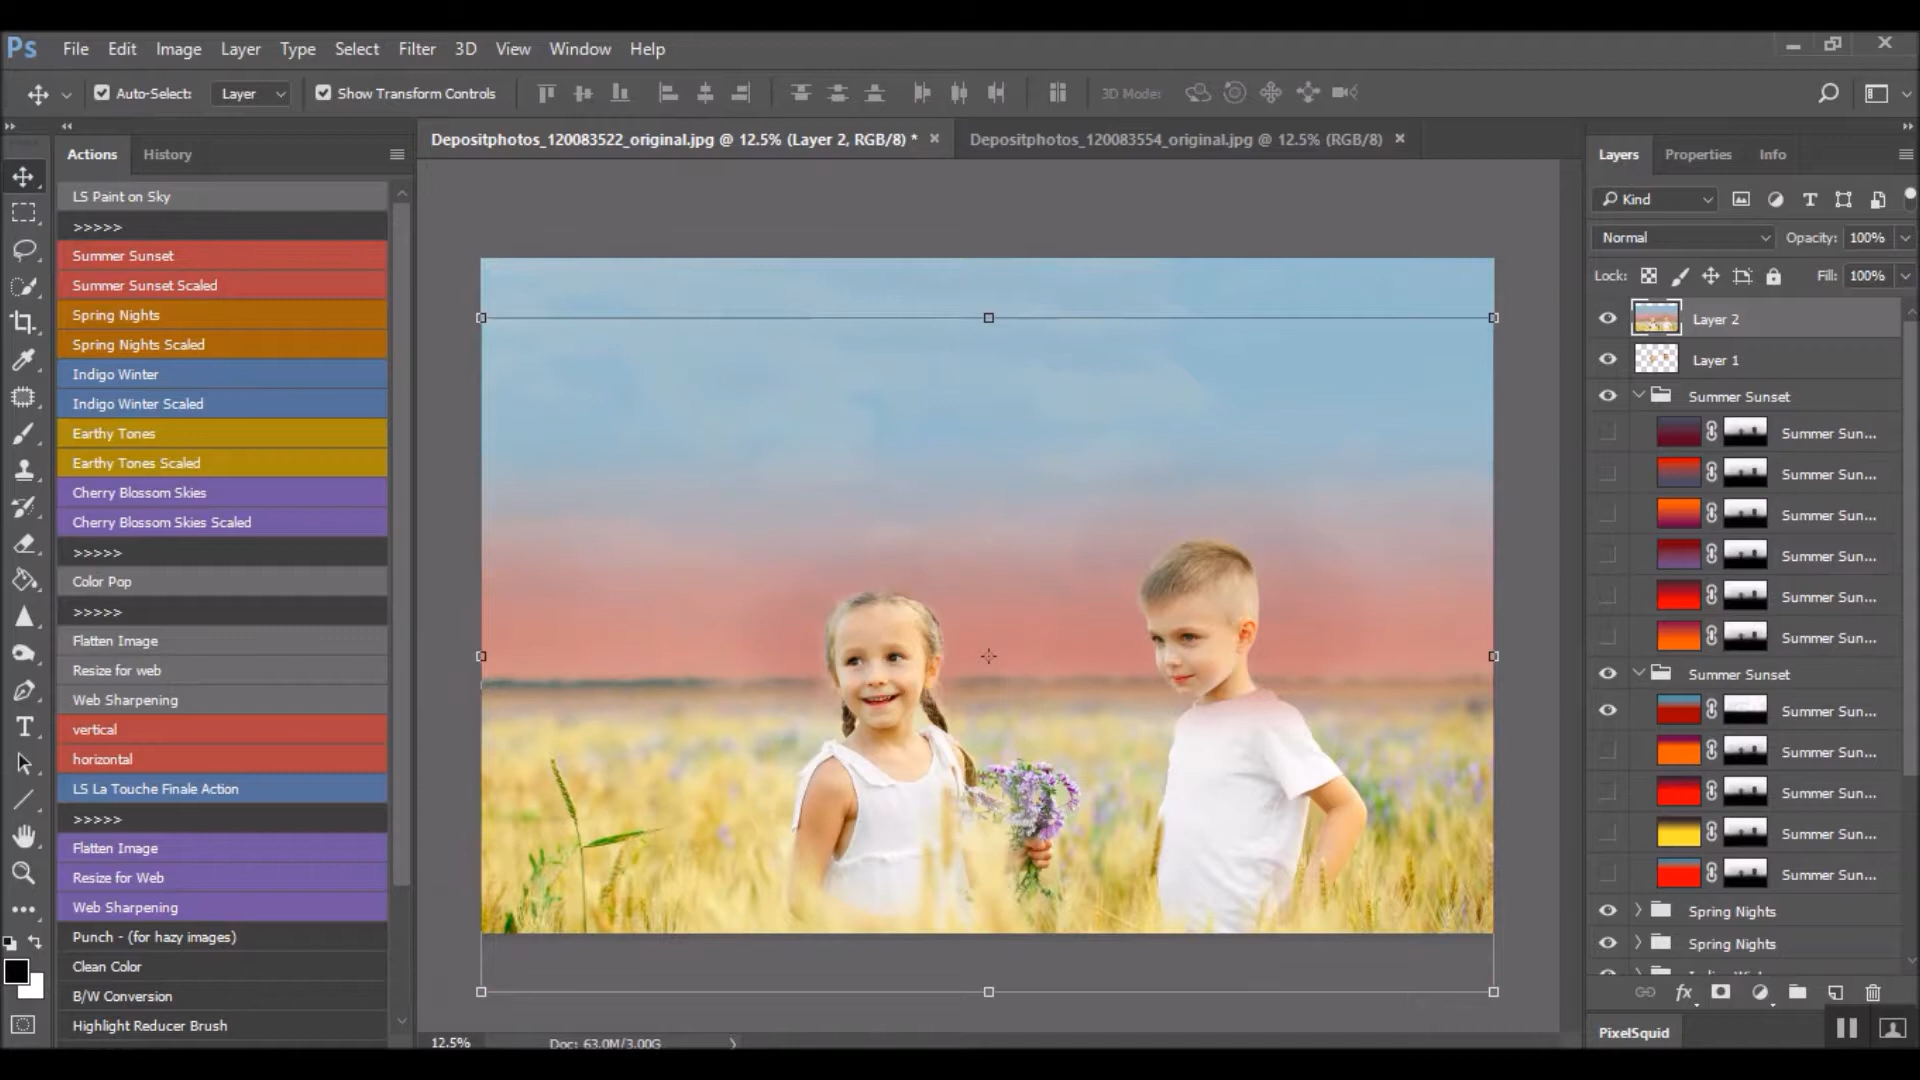 Ps File Edit Image Layer Type Select Filter 3D View Window Help
Auto-Select: Layer Show Transform Controls 3D Mode:
Actions History
Depositphotos_120083522_original.jpg @ 12.5% (Layer 2, RGB/8) *
Depositphotos_120083554_original.jpg @ 12.5% (RGB/8)
LS Paint on Sky
>>>>>
Summer Sunset
Summer Sunset Scaled
Spring Nights
Spring Nights Scaled
Indigo Winter
Indigo Winter Scaled
Earthy Tones
Earthy Tones Scaled
Cherry Blossom Skies
Cherry Blossom Skies Scaled
>>>>>
Color Pop
>>>>>
Flatten Image
Resize for web
Web Sharpening
vertical
horizontal
LS La Touche Finale Action
>>>>>
Flatten Image
Resize for Web
Web Sharpening
Punch - (for hazy images)
Clean Color
B/W Conversion
Highlight Reducer Brush
12.5% Doc: 63.0M/3.00G
Layers Properties Info
Kind
Normal Opacity: 100%
Lock: Fill: 100%
Layer 2
Layer 1
Summer Sunset
Summer Sun...
Summer Sun...
Summer Sun...
Summer Sun...
Summer Sun...
Summer Sun...
Summer Sunset
Summer Sun...
Summer Sun...
Summer Sun...
Summer Sun...
Summer Sun...
Spring Nights
Spring Nights
fx
PixelSquid